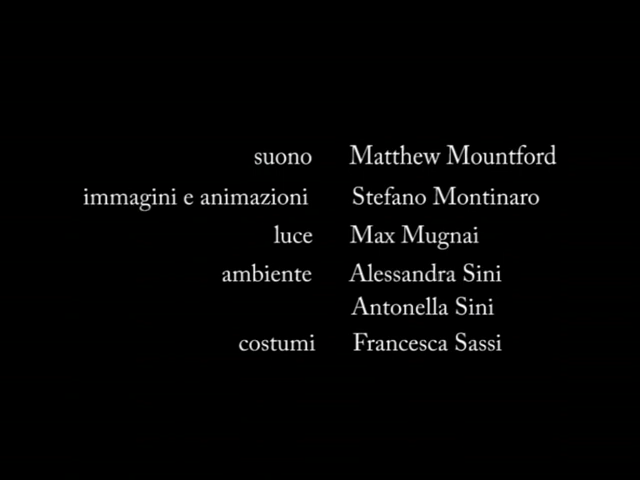 suono Matthew Mountford
immagini e animazioni Stefano Montinaro
luce Max Mugnai
ambiente Alessandra Sini
Antonella Sini
costumi Francesca Sassi